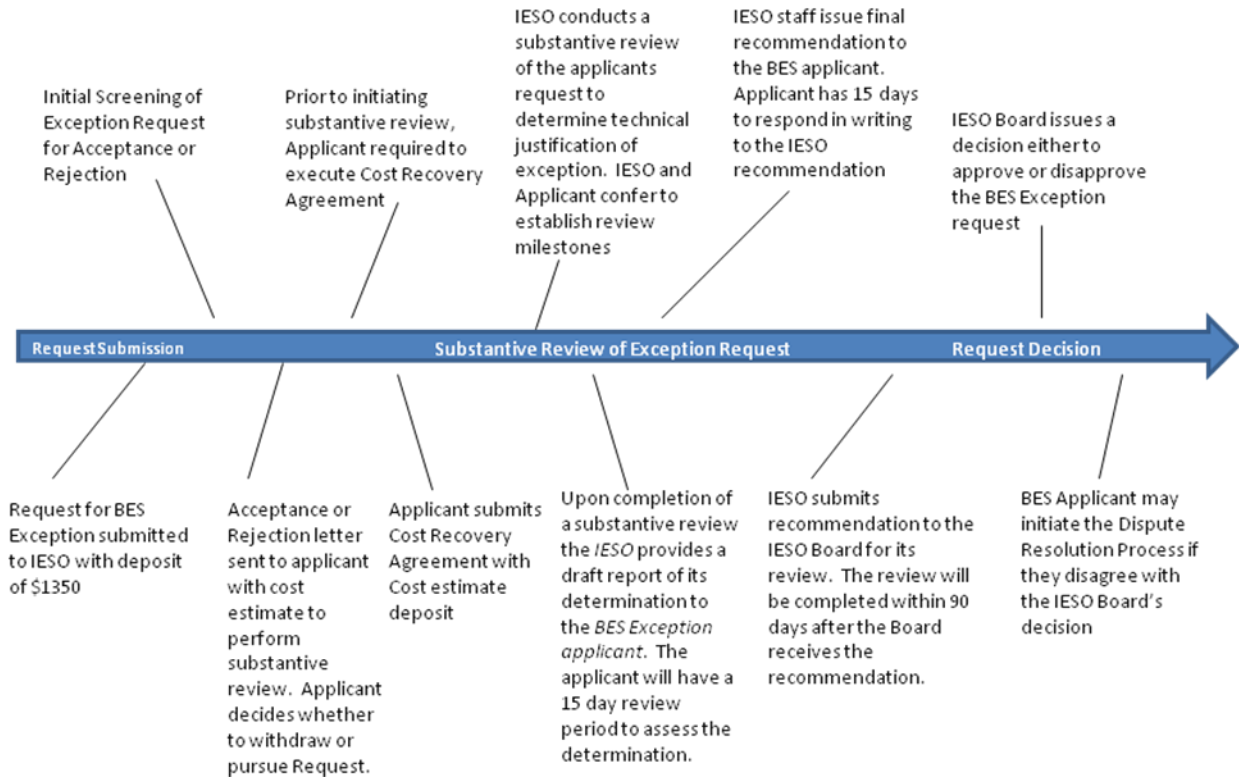 Initial Screening of
Exception Request
for Acceptance or
Rejection
Prior to initiating
substantive review,
Applicant required to
execute Cost Recovery
Agreement
IESO conducts a
substantive review
of the applicants
request to
determine technical
justification of
exception.  IESO and
Applicant confer to
establish review
milestones
IESO staff issue final
recommendation to
the BES applicant.
Applicant has 15 days
to respond in writing
to the IESO
recommendation
IESO Board issues a
decision either to
approve or disapprove
the BES Exception
request
Request Submission
Substantive Review of Exception Request
Request Decision
Request for BES
Exception submitted
to IESO with deposit
of $1350
Acceptance or
Rejection letter
sent to applicant
with cost
estimate to
perform
substantive
review.  Applicant
decides whether
to withdraw or
pursue Request.
Applicant submits
Cost Recovery
Agreement with
Cost estimate
deposit
Upon completion of
a substantive review
the IESO provides a
draft report of its
determination to
the BES Exception
applicant.  The
applicant will have a
15 day review
period to assess the
determination.
IESO submits
recommendation to the
IESO Board for its
review.  The review will
be completed within 90
days after the Board
receives the
recommendation.
BES Applicant may
initiate the Dispute
Resolution Process if
they disagree with
the IESO Board's
decision